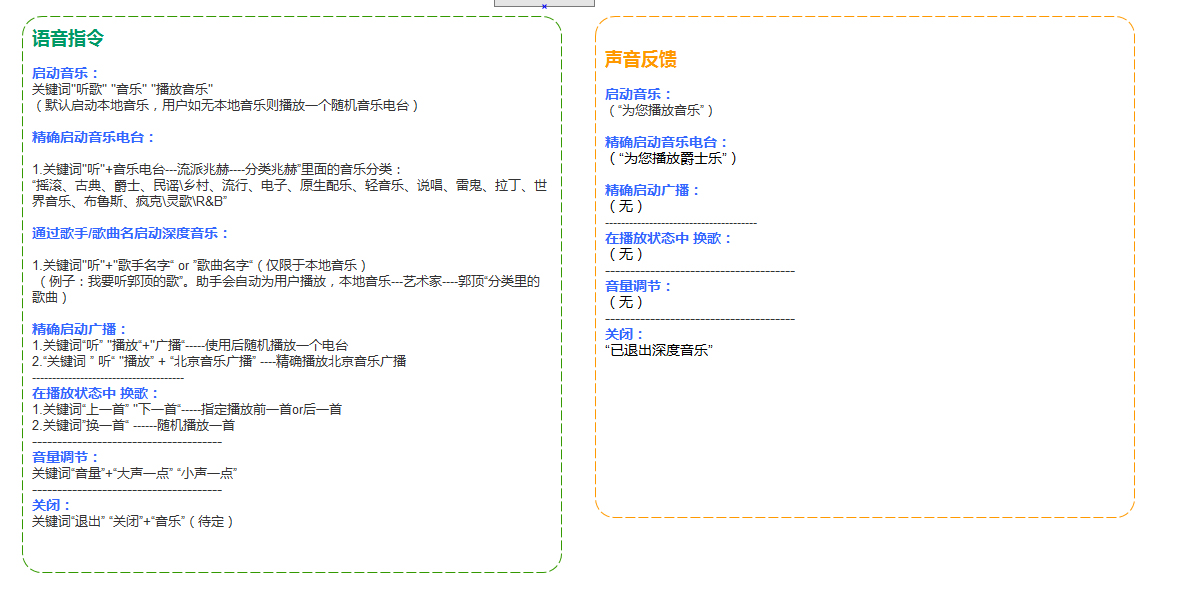 语音指令
启动音乐：
关键词"听歌" "音乐" "播放音乐"
（默认启动本地音乐，用户如无本地音乐则播放一个随机音乐电台）
精确启动音乐电台：
1.关键词"听"+音乐电台---流派兆赫----分类兆赫”里面的音乐分类：
“摇滚、古典、爵士、民谣\乡村、流行、电子、原生配乐、轻音乐、说唱、雷鬼、拉丁、世
界音乐、布鲁斯、疯克\灵歌\R&B”
通过歌手/歌曲名启动深度音乐：
1.关键词"听"+"歌手名字“ or ”歌曲名字“（仅限于本地音乐）
（例子：我要听郭顶的歌”。助手会自动为用户播放，本地音乐---艺术家----郭顶“分类里的
歌曲）
精确启动广播：
1.关键词“听” "播放“+"广播“-----使用后随机播放一个电台
2.“关键词 ” 听“ "播放” + “北京音乐广播” ----精确播放北京音乐广播
--------------------------------------
在播放状态中 换歌：
1.关键词“上一首” "下一首“-----指定播放前一首or后一首
2.关键词”换一首“ ------随机播放一首
--------------------------------------
音量调节：
关键词“音量”+“大声一点” “小声一点”
--------------------------------------
关闭：
关键词“退出” “关闭”+“音乐”（待定）
声音反馈
启动音乐：
（“为您播放音乐”）
精确启动音乐电台：
（“为您播放爵士乐”）
精确启动广播：
（无）
--------------------------------------
在播放状态中 换歌：
（无）
--------------------------------------
音量调节：
（无）
--------------------------------------
关闭：
“已退出深度音乐”